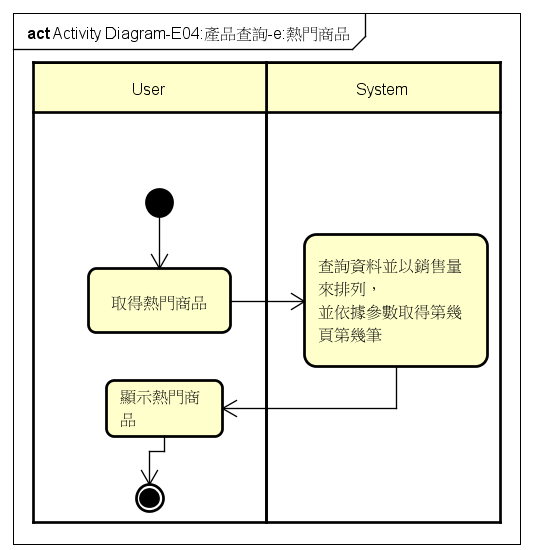 act Activity Diagram-E04:產品查詢-e:熱門商品
User
System
取得熱門商品
查詢資料並以銷售量
來排列，
並依據參數取得第幾
頁第幾筆
顯示熱門商
品